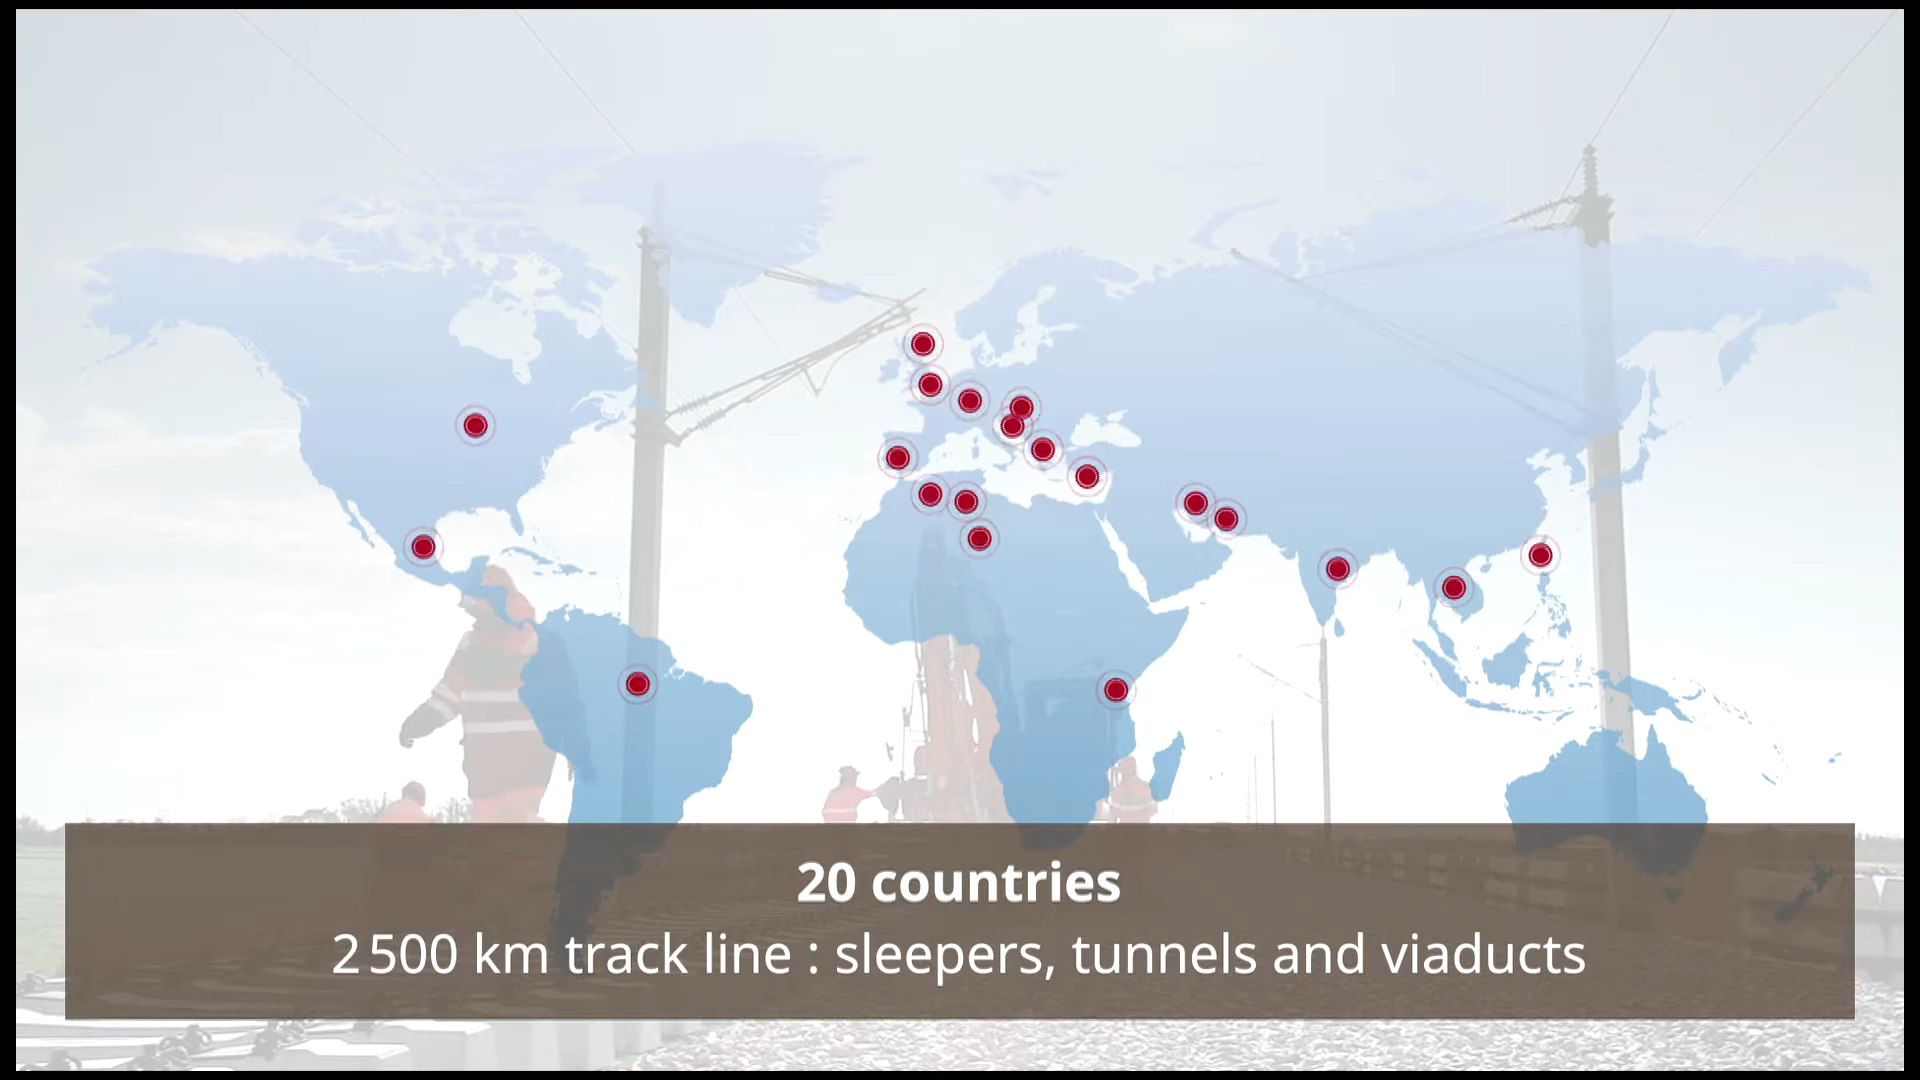 20 countries
2 500 km track line : sleepers, tunnels and viaducts